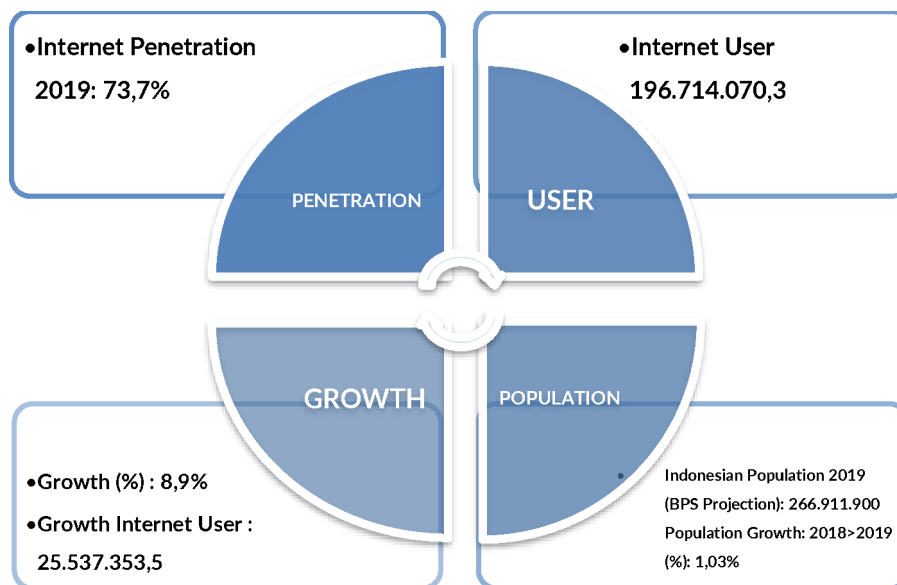 •Internet Penetration
2019: 73,7%
•Internet User
196.714.070,3
PENETRATION
USER
GROWTH
POPULATION
•Growth (%) : 8,9%
•Growth Internet User :
25.537.353,5
• Indonesian Population 2019
(BPS Projection): 266.911.900
Population Growth: 2018>2019
(%): 1,03%